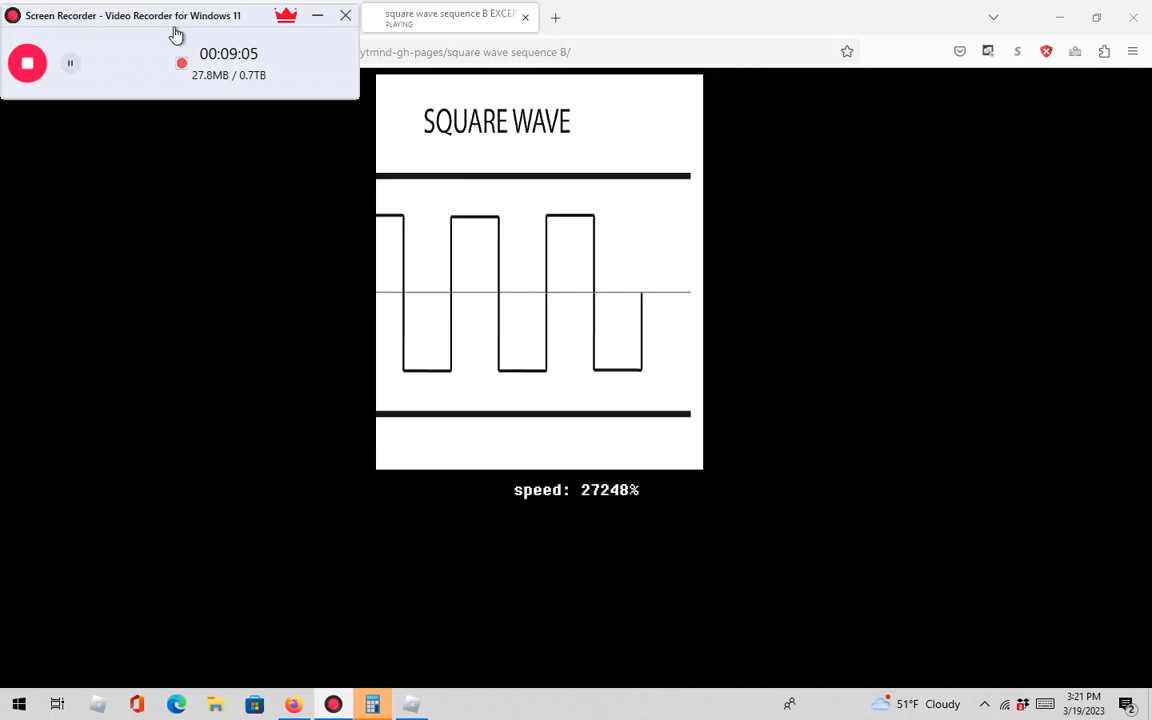 Screen Recorder - Video Recorder for Windows 11
00:09:05
27.8MB / 0.7TB
square wave sequence B EXCEP
PLAYING
ytmnd-gh-pages/square wave sequence B/
SQUARE WAVE
speed: 27248%
51°F Cloudy
3:21 PM
3/19/2023
2